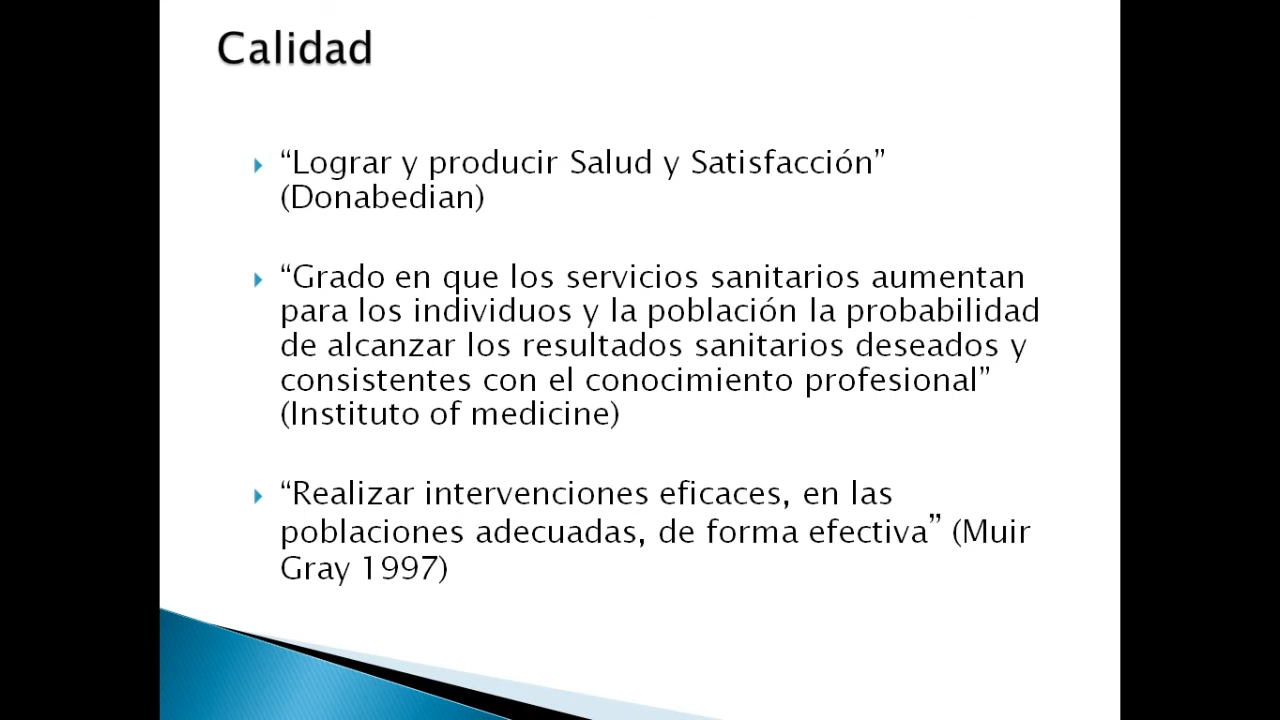 Calidad
“Lograr y producir Salud y Satisfacción”
(Donabedian)
“Grado en que los servicios sanitarios aumentan
para los individuos y la población la probabilidad
de alcanzar los resultados sanitarios deseados y
consistentes con el conocimiento profesional”
(Instituto of medicine)
“Realizar intervenciones eficaces, en las
poblaciones adecuadas, de forma efectiva” (Muir
Gray 1997)